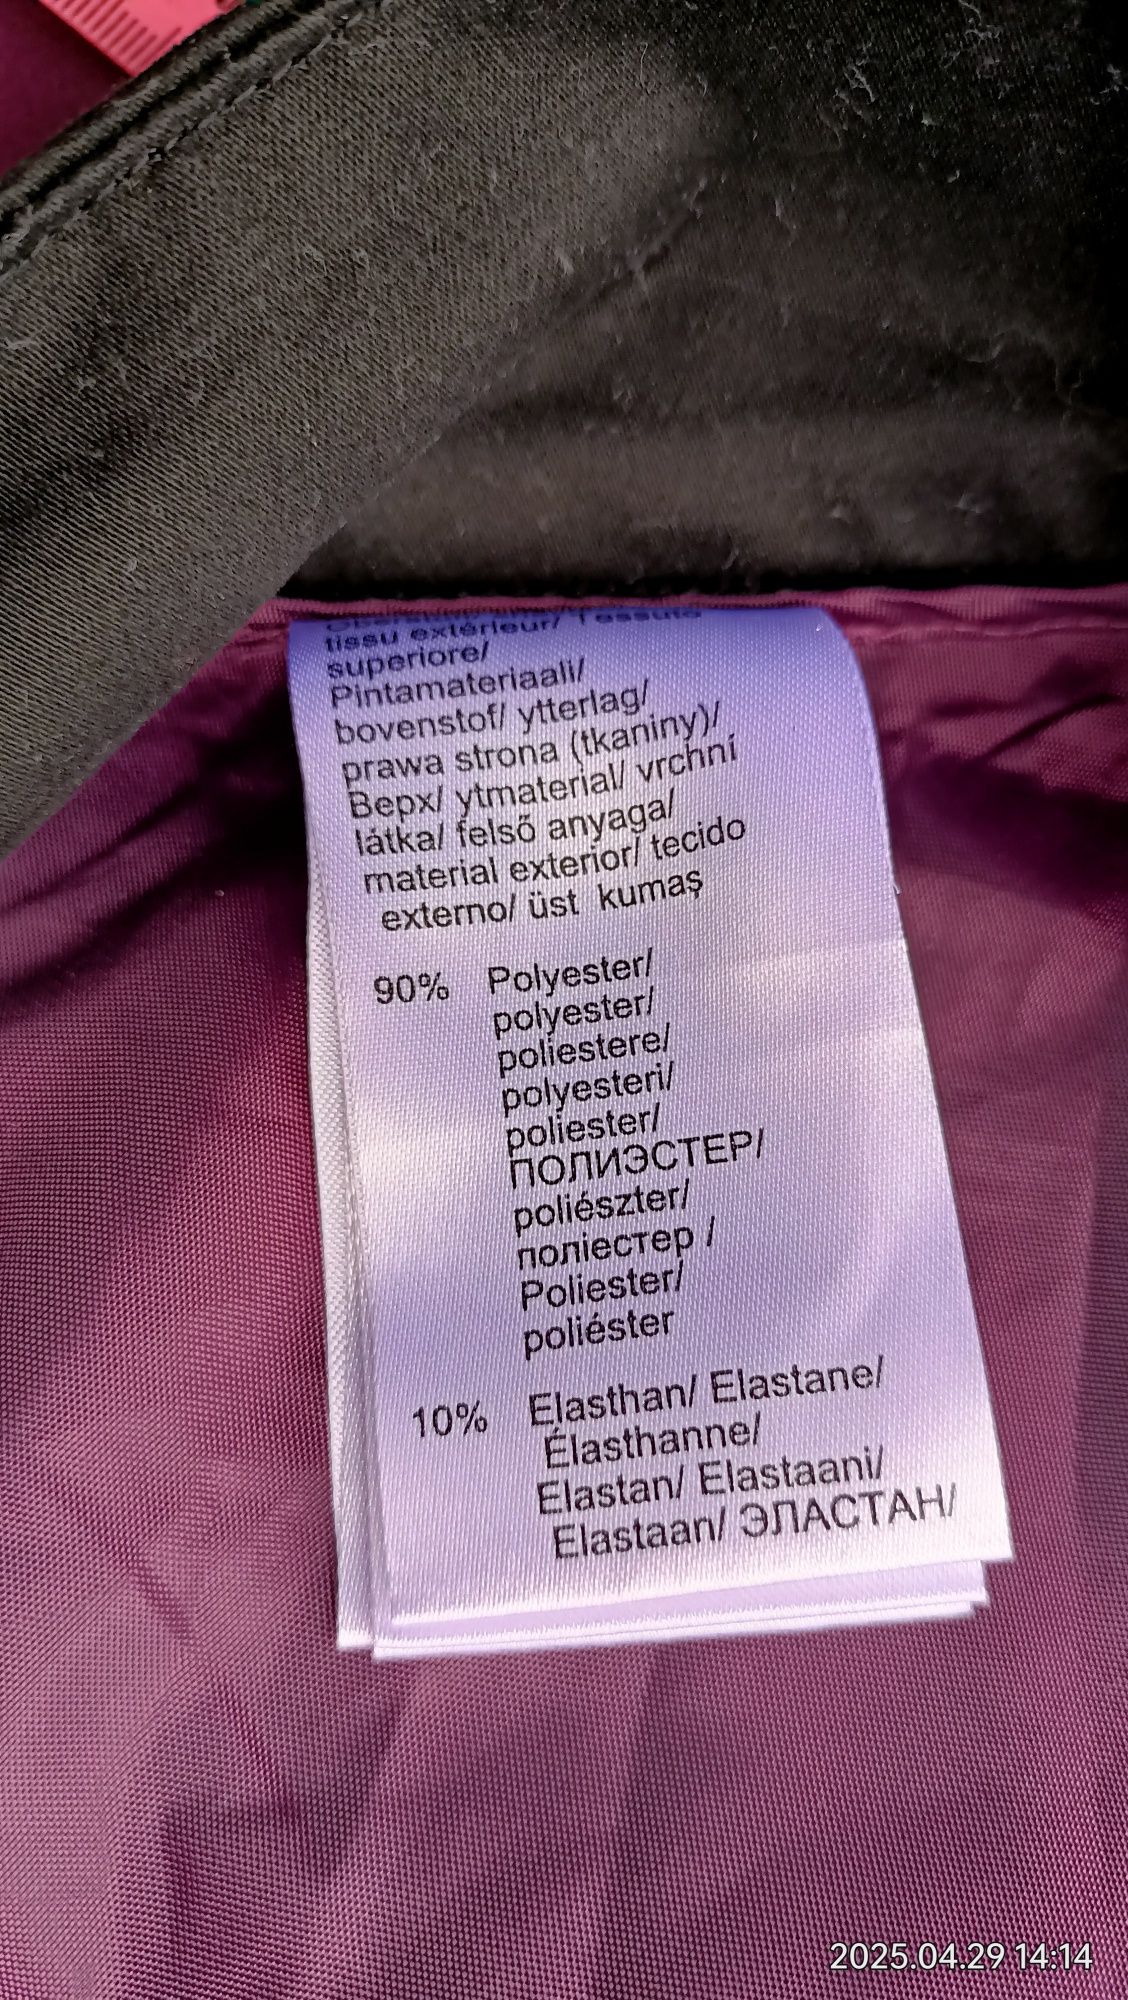 tissu extérieur/ Tessuto
superiore/
Pintamateriaali/
bovenstof/ ytterlag/
prawa strona (tkaniny)/
Верх/ ytmaterial/ vrchní
látka/ felső anyaga/
material exterior/ tecido
externo/ üst kumaş
90% Polyester/
polyester/
poliestere/
polyesteri/
poliester/
ПОЛИЭСТЕР/
poliészter/
поліестер /
Poliester/
poliéster
10% Elasthan/ Elastane/
Élasthanne/
Elastan/ Elastaani/
Elastaan/ ЭЛАСТАН/
2025.04.29 14:14